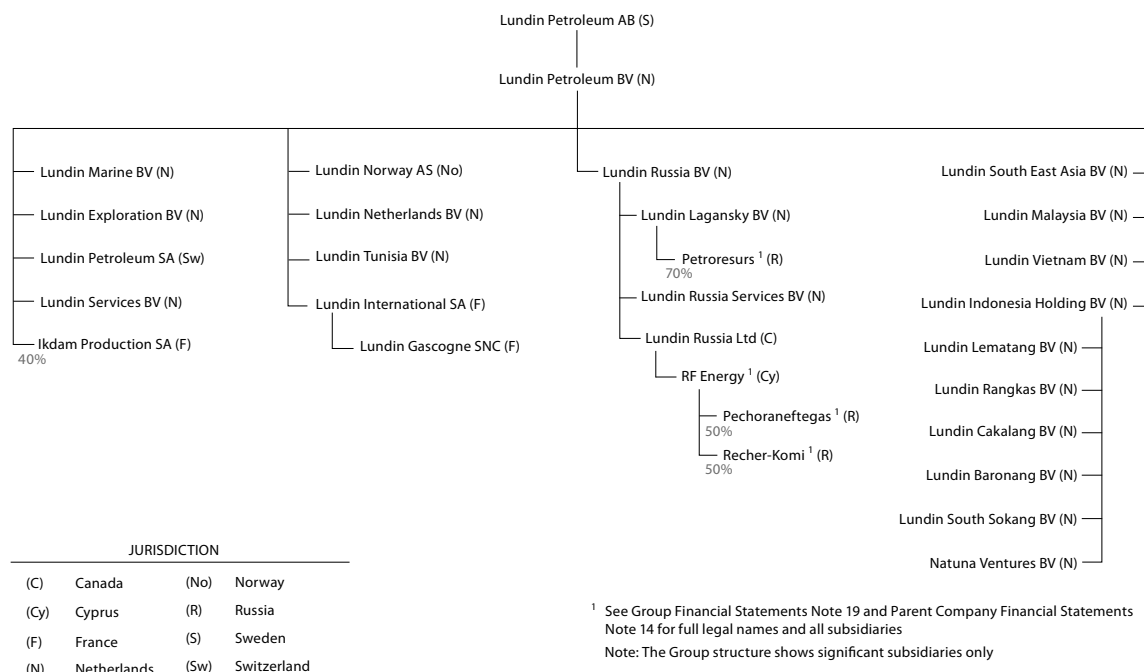 Lundin Petroleum AB (S)
Lundin Petroleum BV (N)
Lundin Marine BV (N)
Lundin Exploration BV (N)
Lundin Petroleum SA (Sw)
Lundin Services BV (N)
Ikdam Production SA (F)
40%
Lundin Norway AS (No)
Lundin Netherlands BV (N)
Lundin Tunisia BV (N)
Lundin International SA (F)
Lundin Gascogne SNC (F)
Lundin Russia BV (N)
Lundin Lagansky BV (N)
Petroresurs ¹ (R)
70%
Lundin Russia Services BV (N)
Lundin Russia Ltd (C)
RF Energy ¹ (Cy)
Pechoraneftegas ¹ (R)
50%
Recher-Komi ¹ (R)
50%
Lundin South East Asia BV (N)
Lundin Malaysia BV (N)
Lundin Vietnam BV (N)
Lundin Indonesia Holding BV (N)
Lundin Lematang BV (N)
Lundin Rangkas BV (N)
Lundin Cakalang BV (N)
Lundin Baronang BV (N)
Lundin South Sokang BV (N)
Natuna Ventures BV (N)
JURISDICTION
(C) Canada (No) Norway
(Cy) Cyprus (R) Russia
(F) France (S) Sweden
(N) Netherlands (Sw) Switzerland
¹ See Group Financial Statements Note 19 and Parent Company Financial Statements
Note 14 for full legal names and all subsidiaries
Note: The Group structure shows significant subsidiaries only